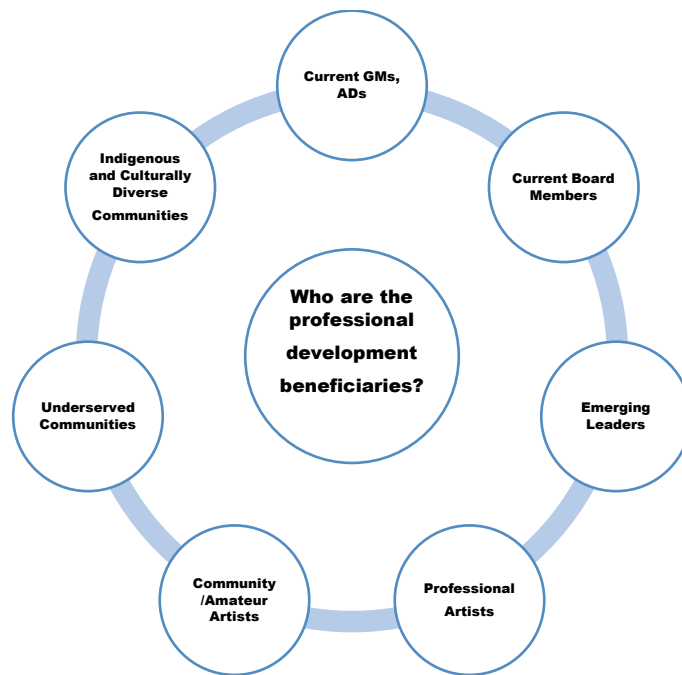 Current GMs,
ADs
Current Board
Members
Emerging
Leaders
Professional
Artists
Community
/Amateur
Artists
Underserved
Communities
Indigenous
and Culturally
Diverse
Communities
Who are the
professional
development
beneficiaries?